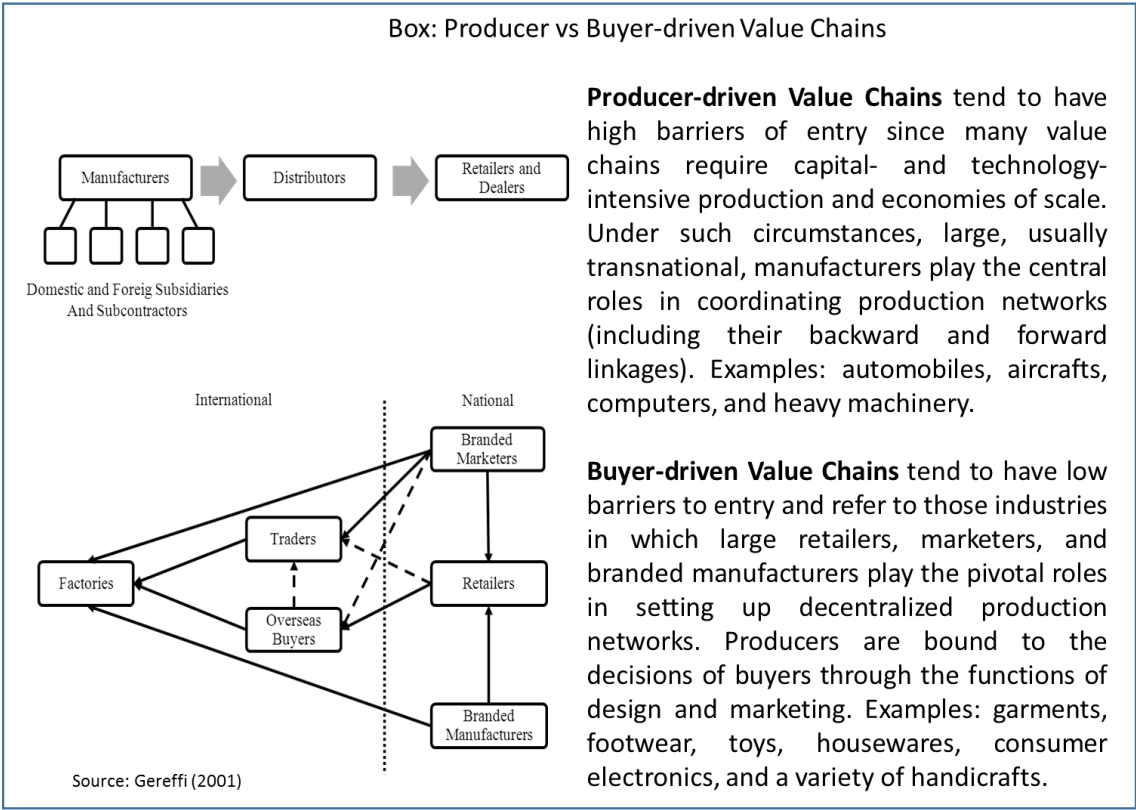 Box: Producer vs Buyer-driven Value Chains
Manufacturers
Distributors
Retailers and
Dealers
Domestic and Foreig Subsidiaries
And Subcontractors
International
National
Branded
Marketers
Traders
Factories
Retailers
Overseas
Buyers
Branded
Manufacturers
Source: Gereffi (2001)
Producer-driven Value Chains tend to have
high barriers of entry since many value
chains require capital- and technology-
intensive production and economies of scale.
Under such circumstances, large, usually
transnational, manufacturers play the central
roles in coordinating production networks
(including their backward and forward
linkages). Examples: automobiles, aircrafts,
computers, and heavy machinery.
Buyer-driven Value Chains tend to have low
barriers to entry and refer to those industries
in which large retailers, marketers, and
branded manufacturers play the pivotal roles
in setting up decentralized production
networks. Producers are bound to the
decisions of buyers through the functions of
design and marketing. Examples: garments,
footwear, toys, housewares, consumer
electronics, and a variety of handicrafts.